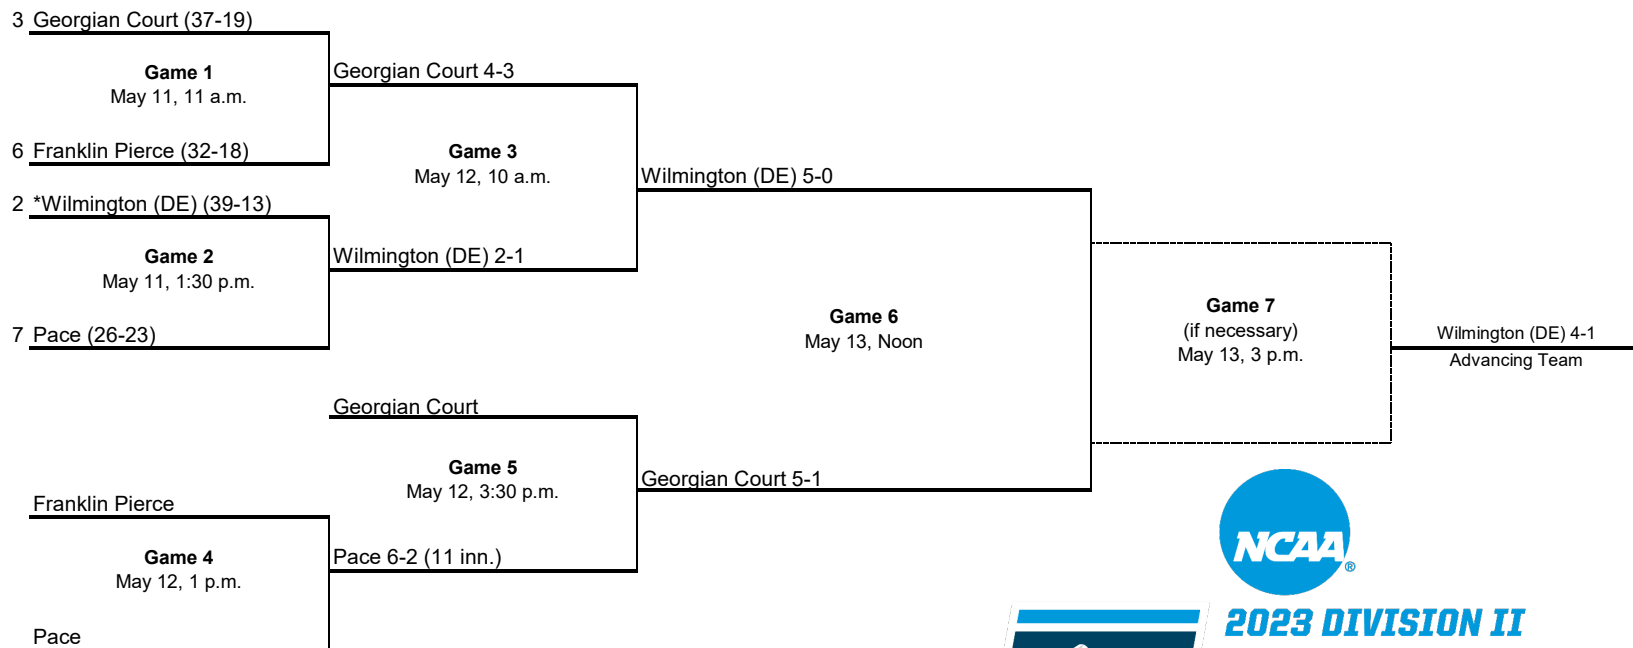 3 Georgian Court (37-19)
Game 1
May 11, 11 a.m.
Georgian Court 4-3
6 Franklin Pierce (32-18)
Game 3
May 12, 10 a.m.
Wilmington (DE) 5-0
2 *Wilmington (DE) (39-13)
Game 2
May 11, 1:30 p.m.
Wilmington (DE) 2-1
7 Pace (26-23)
Game 6
May 13, Noon
Game 7
(if necessary)
May 13, 3 p.m.
Wilmington (DE) 4-1
Advancing Team
Georgian Court
Game 5
May 12, 3:30 p.m.
Georgian Court 5-1
Franklin Pierce
Game 4
May 12, 1 p.m.
Pace 6-2 (11 inn.)
Pace
NCAA®
2023 DIVISION II